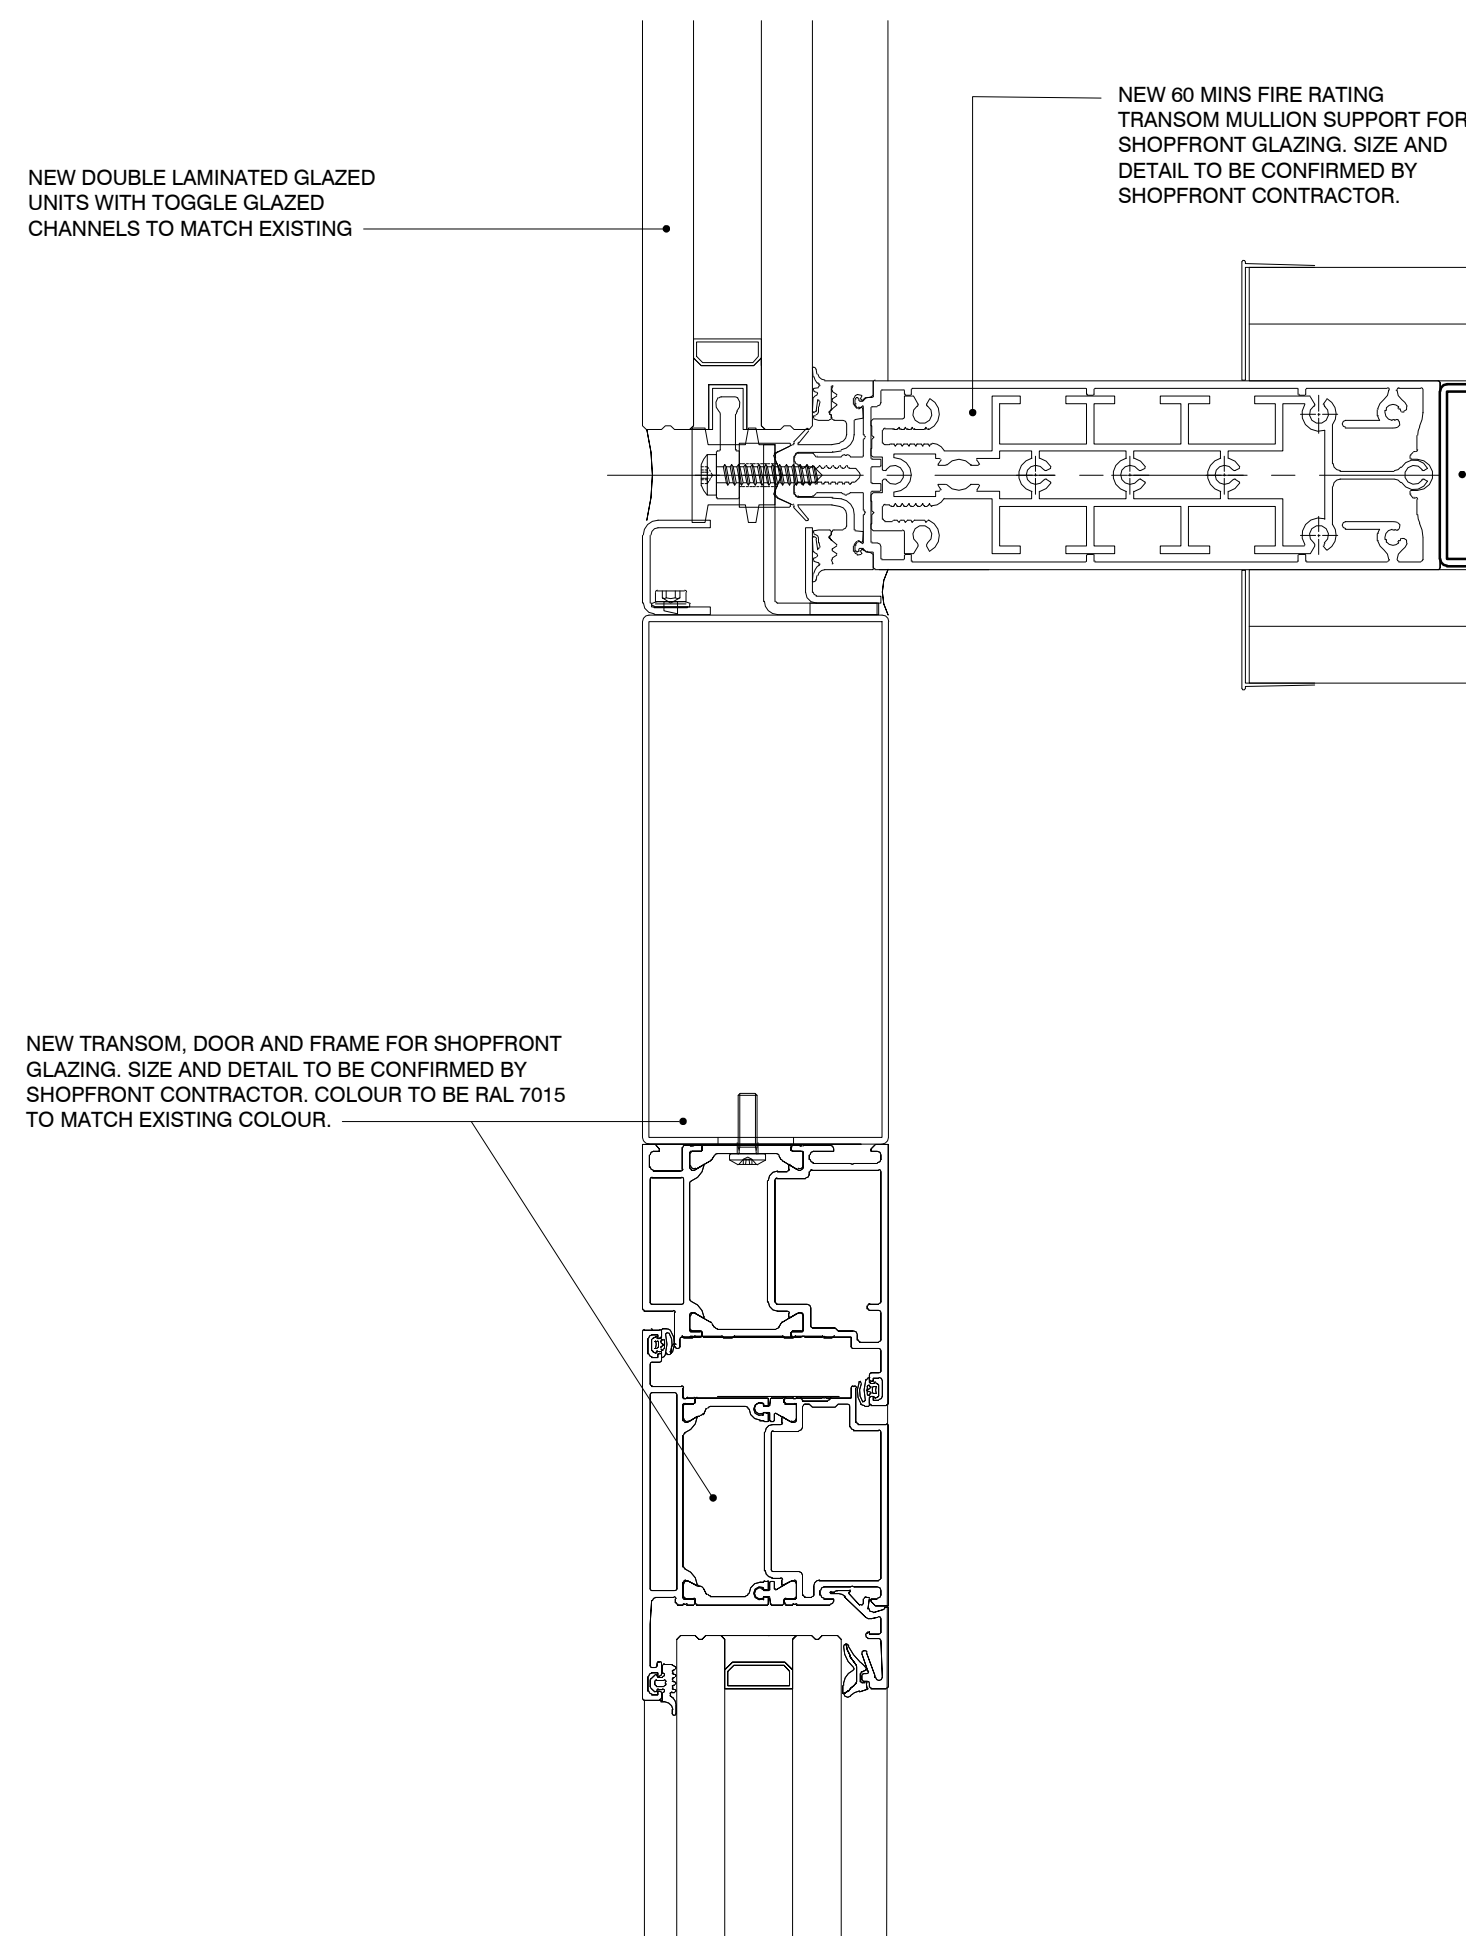 NEW 60 MINS FIRE RATING
TRANSOM MULLION SUPPORT FOR
SHOPFRONT GLAZING. SIZE AND
DETAIL TO BE CONFIRMED BY
SHOPFRONT CONTRACTOR.
NEW DOUBLE LAMINATED GLAZED
UNITS WITH TOGGLE GLAZED
CHANNELS TO MATCH EXISTING
NEW TRANSOM, DOOR AND FRAME FOR SHOPFRONT
GLAZING. SIZE AND DETAIL TO BE CONFIRMED BY
SHOPFRONT CONTRACTOR. COLOUR TO BE RAL 7015
TO MATCH EXISTING COLOUR.